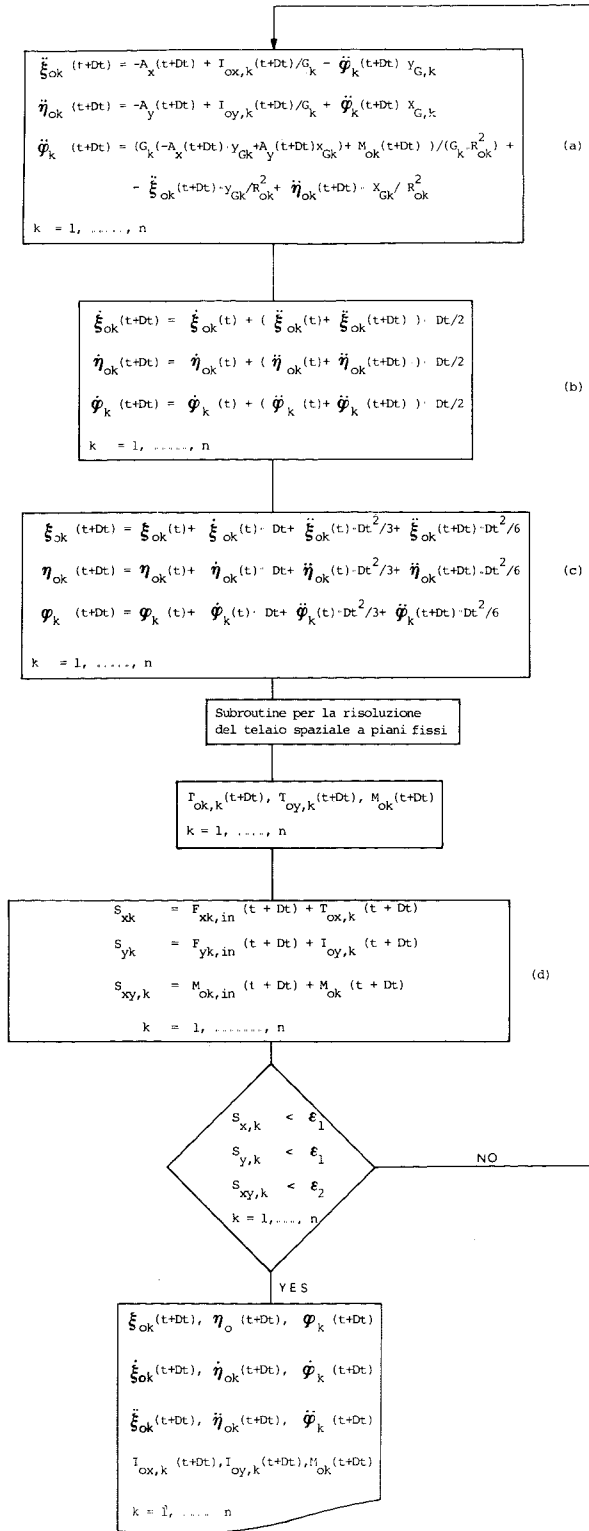 ξ̈ok (t+Dt) = -Ax(t+Dt) + Iox,k(t+Dt)/Gk - φ̈k(t+Dt) yG,k
η̈ok (t+Dt) = -Ay(t+Dt) + Ioy,k(t+Dt)/Gk + φ̈k(t+Dt) XG,k
φ̈k (t+Dt) = (Gk(-Ax(t+Dt)·yGk+Ay(t+Dt)xGk)+ Mok(t+Dt) )/(Gk·R²ok) +
- ξ̈ok(t+Dt)·yGk/R²ok+ η̈ok(t+Dt)· XGk/ R²ok
k = 1, ......, n
(a)
ξ̇ok(t+Dt) = ξ̇ok(t) + ( ξ̈ok(t)+ ξ̈ok(t+Dt) )· Dt/2
η̇ok(t+Dt) = η̇ok(t) + ( η̈ok(t)+ η̈ok(t+Dt) )· Dt/2
φ̇k (t+Dt) = φ̇k (t) + ( φ̈k (t)+ φ̈k (t+Dt) )· Dt/2
k = 1, ......, n
(b)
ξok (t+Dt) = ξok(t)+ ξ̇ok(t)· Dt+ ξ̈ok(t)·Dt²/3+ ξ̈ok(t+Dt)·Dt²/6
ηok (t+Dt) = ηok(t)+ η̇ok(t)· Dt+ η̈ok(t)·Dt²/3+ η̈ok(t+Dt)·Dt²/6
φk (t+Dt) = φk (t)+ φ̇k(t)· Dt+ φ̈k(t)·Dt²/3+ φ̈k(t+Dt)·Dt²/6
k = 1, ......, n
(c)
Subroutine per la risoluzione
del telaio spaziale a piani fissi
Tok,k(t+Dt), Toy,k(t+Dt), Mok(t+Dt)
k = 1, ....., n
Sxk = Fxk,in (t + Dt) + Tox,k (t + Dt)
Syk = Fyk,in (t + Dt) + Ioy,k (t + Dt)
Sxy,k = Mok,in (t + Dt) + Mok (t + Dt)
k = 1, ........., n
(d)
Sx,k < ε1
Sy,k < ε1
Sxy,k < ε2
k = 1,....., n
NO
YES
ξok(t+Dt), ηo (t+Dt), φk (t+Dt)
ξ̇ok(t+Dt), η̇ok(t+Dt), φ̇k (t+Dt)
ξ̈ok(t+Dt), η̈ok(t+Dt), φ̈k (t+Dt)
Iox,k (t+Dt),Ioy,k(t+Dt),Mok(t+Dt)
k = 1, ..... n